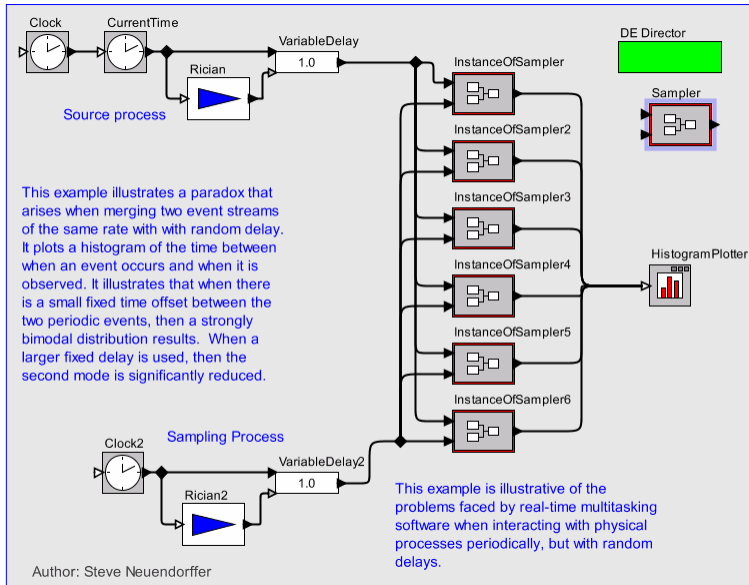 Clock
CurrentTime
VariableDelay
1.0
Rician
Source process
InstanceOfSampler
InstanceOfSampler2
InstanceOfSampler3
InstanceOfSampler4
InstanceOfSampler5
InstanceOfSampler6
DE Director
Sampler
HistogramPlotter
This example illustrates a paradox that
arises when merging two event streams
of the same rate with with random delay.
It plots a histogram of the time between
when an event occurs and when it is
observed. It illustrates that when there
is a small fixed time offset between the
two periodic events, then a strongly
bimodal distribution results.  When a
larger fixed delay is used, then the
second mode is significantly reduced.
Sampling Process
Clock2
VariableDelay2
1.0
Rician2
This example is illustrative of the
problems faced by real-time multitasking
software when interacting with physical
processes periodically, but with random
delays.
Author: Steve Neuendorffer